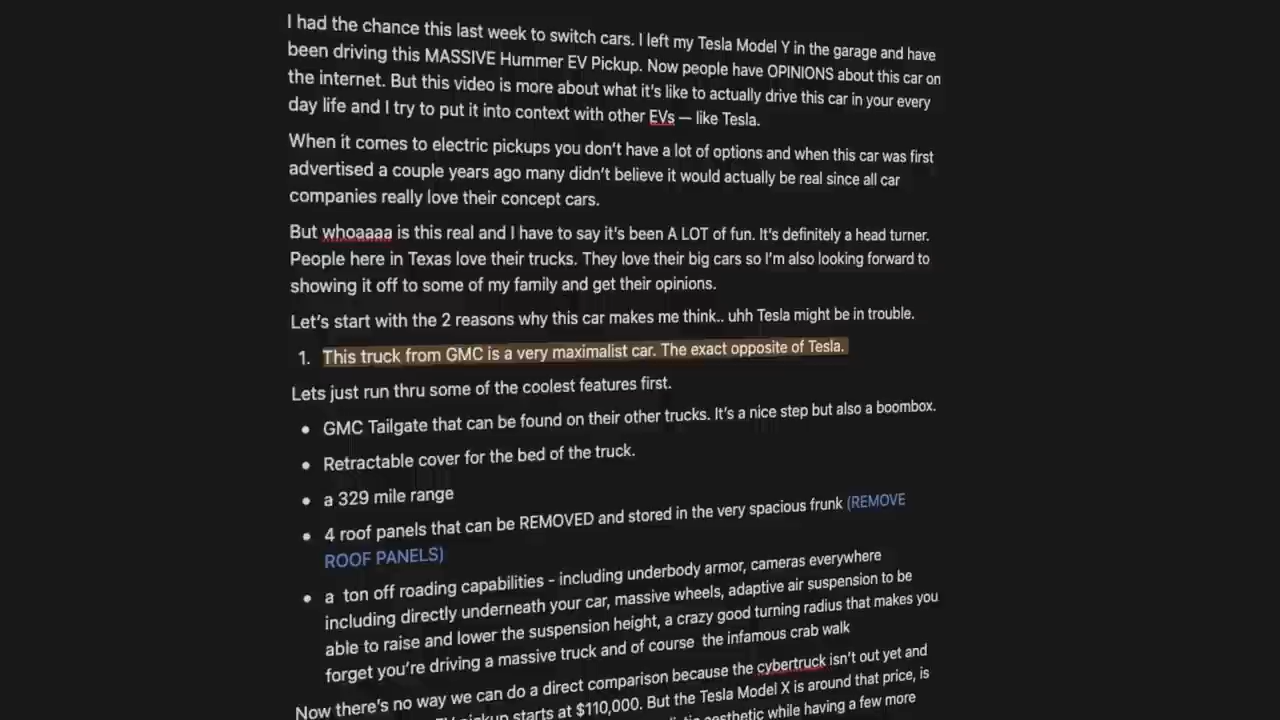 I had the chance this last week to switch cars. I left my Tesla Model Y in the garage and have
been driving this MASSIVE Hummer EV Pickup. Now people have OPINIONS about this car on
the internet. But this video is more about what it's like to actually drive this car in your every
day life and I try to put it into context with other EVs — like Tesla.
When it comes to electric pickups you don't have a lot of options and when this car was first
advertised a couple years ago many didn't believe it would actually be real since all car
companies really love their concept cars.
But whoaaaa is this real and I have to say it's been A LOT of fun. It's definitely a head turner.
People here in Texas love their trucks. They love their big cars so I'm also looking forward to
showing it off to some of my family and get their opinions.
Let's start with the 2 reasons why this car makes me think.. uhh Tesla might be in trouble.
1. This truck from GMC is a very maximalist car. The exact opposite of Tesla.
Lets just run thru some of the coolest features first.
• GMC Tailgate that can be found on their other trucks. It's a nice step but also a boombox.
• Retractable cover for the bed of the truck.
• a 329 mile range
• 4 roof panels that can be REMOVED and stored in the very spacious frunk (REMOVE
ROOF PANELS)
• a ton off roading capabilities - including underbody armor, cameras everywhere
including directly underneath your car, massive wheels, adaptive air suspension to be
able to raise and lower the suspension height, a crazy good turning radius that makes you
forget you're driving a massive truck and of course the infamous crab walk
Now there's no way we can do a direct comparison because the cybertruck isn't out yet and
EV pickup starts at $110,000. But the Tesla Model X is around that price, is
aesthetic while having a few more